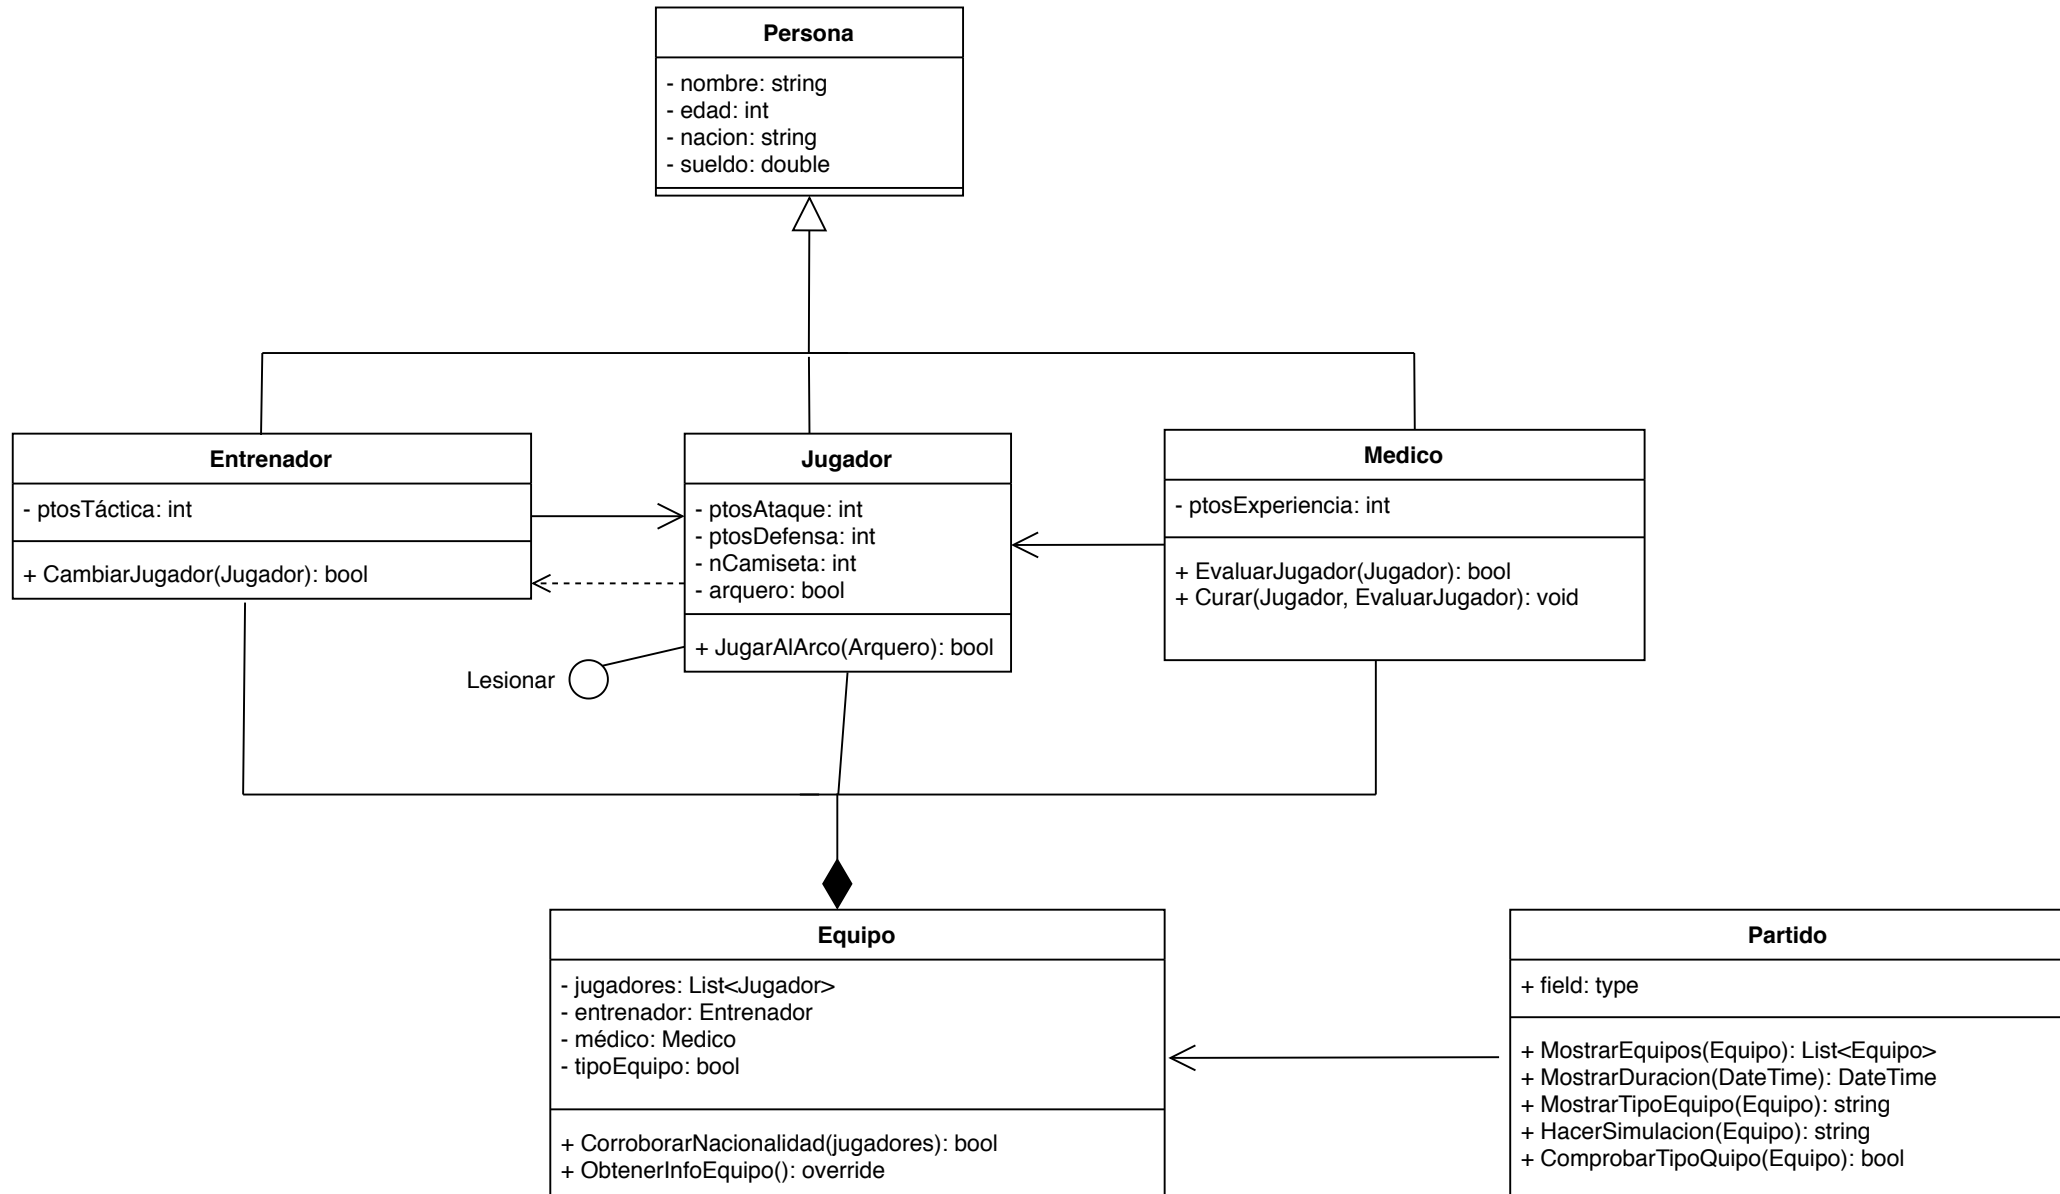 Persona
- nombre: string
- edad: int
- nacion: string
- sueldo: double
Entrenador
- ptosTáctica: int
+ CambiarJugador(Jugador): bool
Jugador
- ptosAtaque: int
- ptosDefensa: int
- nCamiseta: int
- arquero: bool
+ JugarAlArco(Arquero): bool
Lesionar
Medico
- ptosExperiencia: int
+ EvaluarJugador(Jugador): bool
+ Curar(Jugador, EvaluarJugador): void
Equipo
- jugadores: List<Jugador>
- entrenador: Entrenador
- médico: Medico
- tipoEquipo: bool
+ CorroborarNacionalidad(jugadores): bool
+ ObtenerInfoEquipo(): override
Partido
+ field: type
+ MostrarEquipos(Equipo): List<Equipo>
+ MostrarDuracion(DateTime): DateTime
+ MostrarTipoEquipo(Equipo): string
+ HacerSimulacion(Equipo): string
+ ComprobarTipoQuipo(Equipo): bool